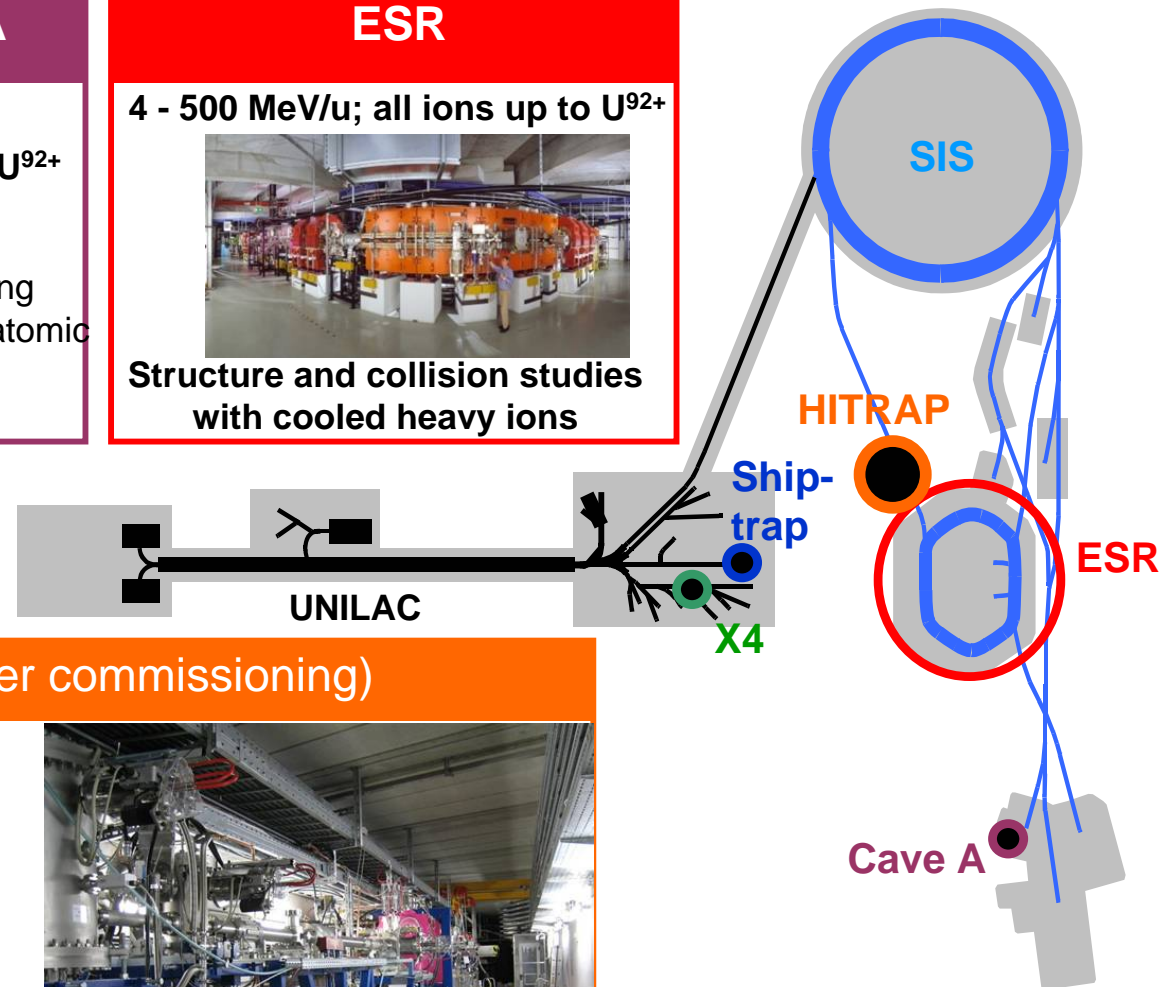 A
U92+
ng
atomic
ESR
4 - 500 MeV/u; all ions up to U92+
Structure and collision studies
with cooled heavy ions
SIS
HITRAP
Ship-
trap
ESR
UNILAC
X4
er commissioning)
Cave A